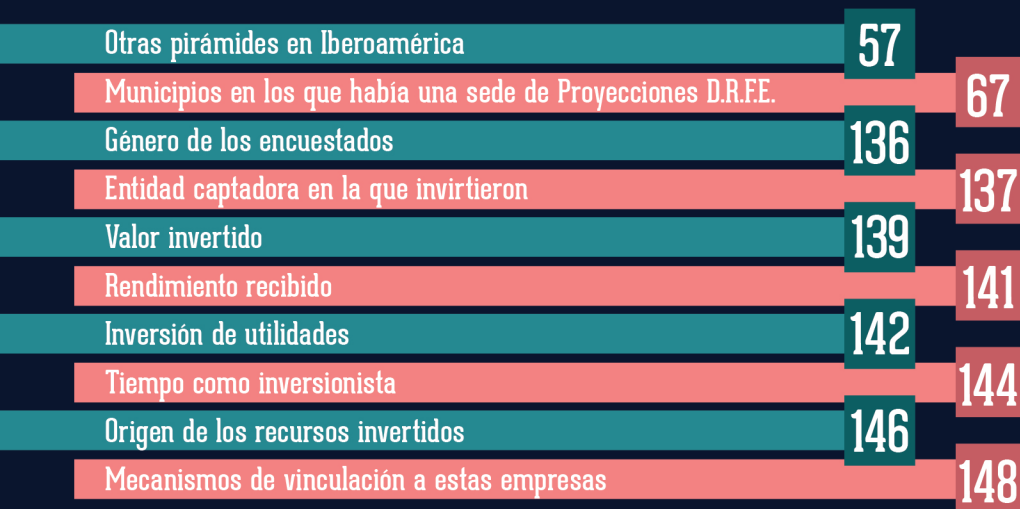 Otras pirámides en Iberoamérica 57
Municipios en los que había una sede de Proyecciones D.R.F.E. 67
Género de los encuestados 136
Entidad captadora en la que invirtieron 137
Valor invertido 139
Rendimiento recibido 141
Inversión de utilidades 142
Tiempo como inversionista 144
Origen de los recursos invertidos 146
Mecanismos de vinculación a estas empresas 148